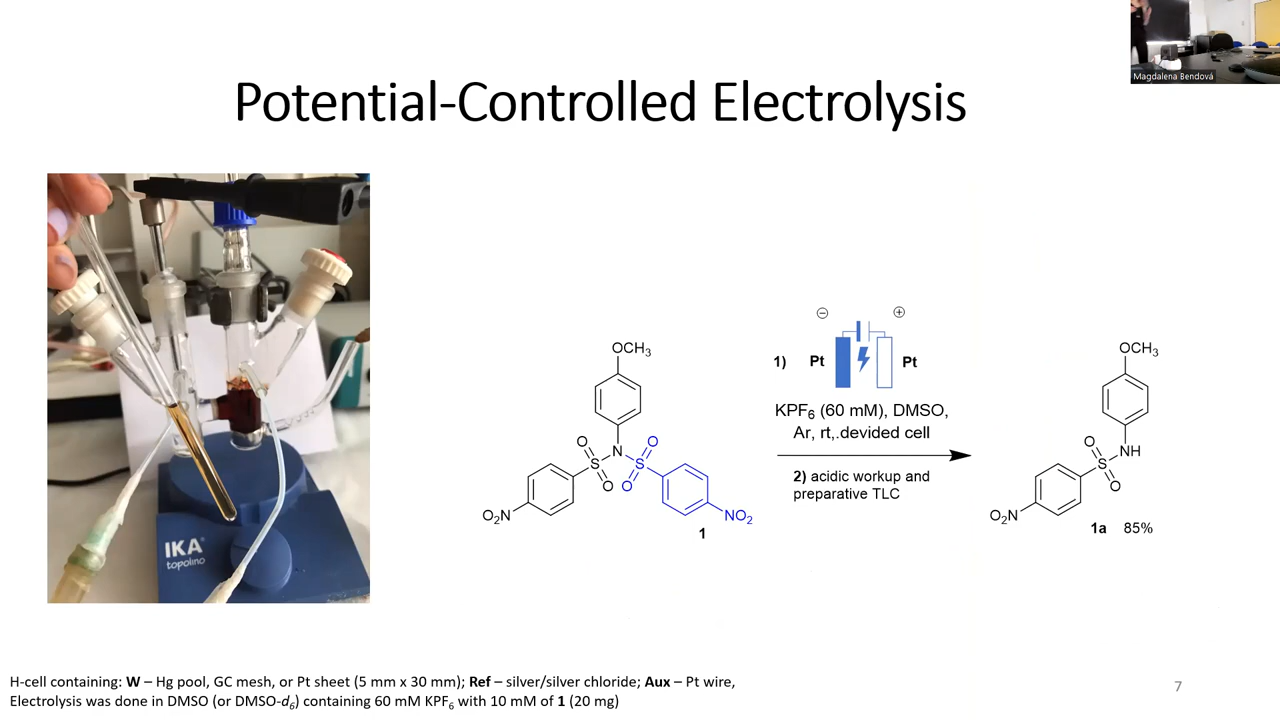 Magdalena Bendová
Potential-Controlled Electrolysis
IKA
topolino
OCH3
N
O
S
O
O
S
O
O2N
NO2
1
⊖ ⊕
1) Pt Pt
KPF6 (60 mM), DMSO,
Ar, rt,.devided cell
2) acidic workup and
preparative TLC
OCH3
NH
O
S
O
O2N
1a 85%
H-cell containing: W – Hg pool, GC mesh, or Pt sheet (5 mm x 30 mm); Ref – silver/silver chloride; Aux – Pt wire,
Electrolysis was done in DMSO (or DMSO-d6) containing 60 mM KPF6 with 10 mM of 1 (20 mg)
7